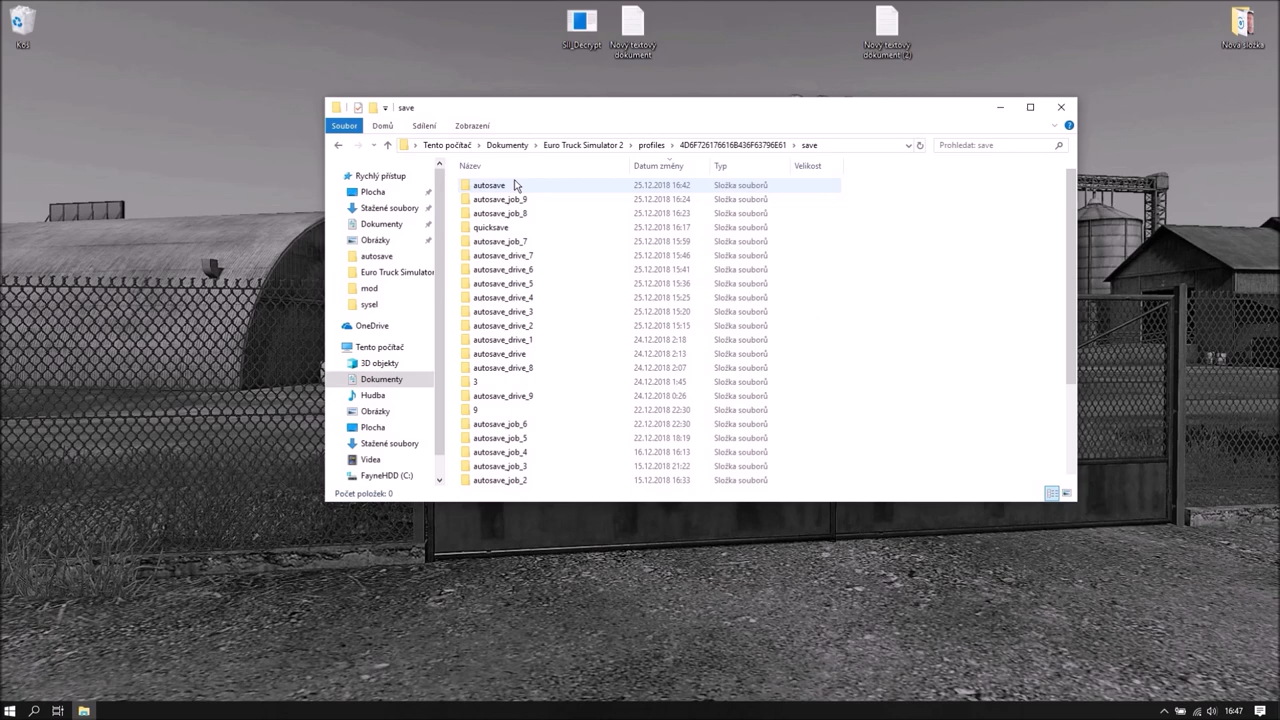 Koš
SII_Decrypt
Nový textový
dokument
Nový textový
dokument (2)
Nová složka
save
Soubor
Domů
Sdílení
Zobrazení
Tento počítač
Dokumenty
Euro Truck Simulator 2
profiles
4D6F726176616B436F63796E61
save
Prohledat: save
Název
Datum změny
Typ
Velikost
Rychlý přístup
Plocha
Stažené soubory
Dokumenty
Obrázky
autosave
Euro Truck Simulator
mod
sysel
OneDrive
Tento počítač
3D objekty
Dokumenty
Hudba
Obrázky
Plocha
Stažené soubory
Videa
FayneHDD (C:)
autosave 25.12.2018 16:42 Složka souborů
autosave_job_9 25.12.2018 16:24 Složka souborů
autosave_job_8 25.12.2018 16:23 Složka souborů
quicksave 25.12.2018 16:17 Složka souborů
autosave_job_7 25.12.2018 15:59 Složka souborů
autosave_drive_7 25.12.2018 15:46 Složka souborů
autosave_drive_6 25.12.2018 15:41 Složka souborů
autosave_drive_5 25.12.2018 15:36 Složka souborů
autosave_drive_4 25.12.2018 15:25 Složka souborů
autosave_drive_3 25.12.2018 15:20 Složka souborů
autosave_drive_2 25.12.2018 15:15 Složka souborů
autosave_drive_1 24.12.2018 2:18 Složka souborů
autosave_drive 24.12.2018 2:13 Složka souborů
autosave_drive_8 24.12.2018 2:07 Složka souborů
3 24.12.2018 1:45 Složka souborů
autosave_drive_9 24.12.2018 0:26 Složka souborů
9 22.12.2018 22:30 Složka souborů
autosave_job_6 22.12.2018 22:30 Složka souborů
autosave_job_5 22.12.2018 18:19 Složka souborů
autosave_job_4 16.12.2018 16:13 Složka souborů
autosave_job_3 15.12.2018 21:22 Složka souborů
autosave_job_2 15.12.2018 16:33 Složka souborů
Počet položek: 0
16:47